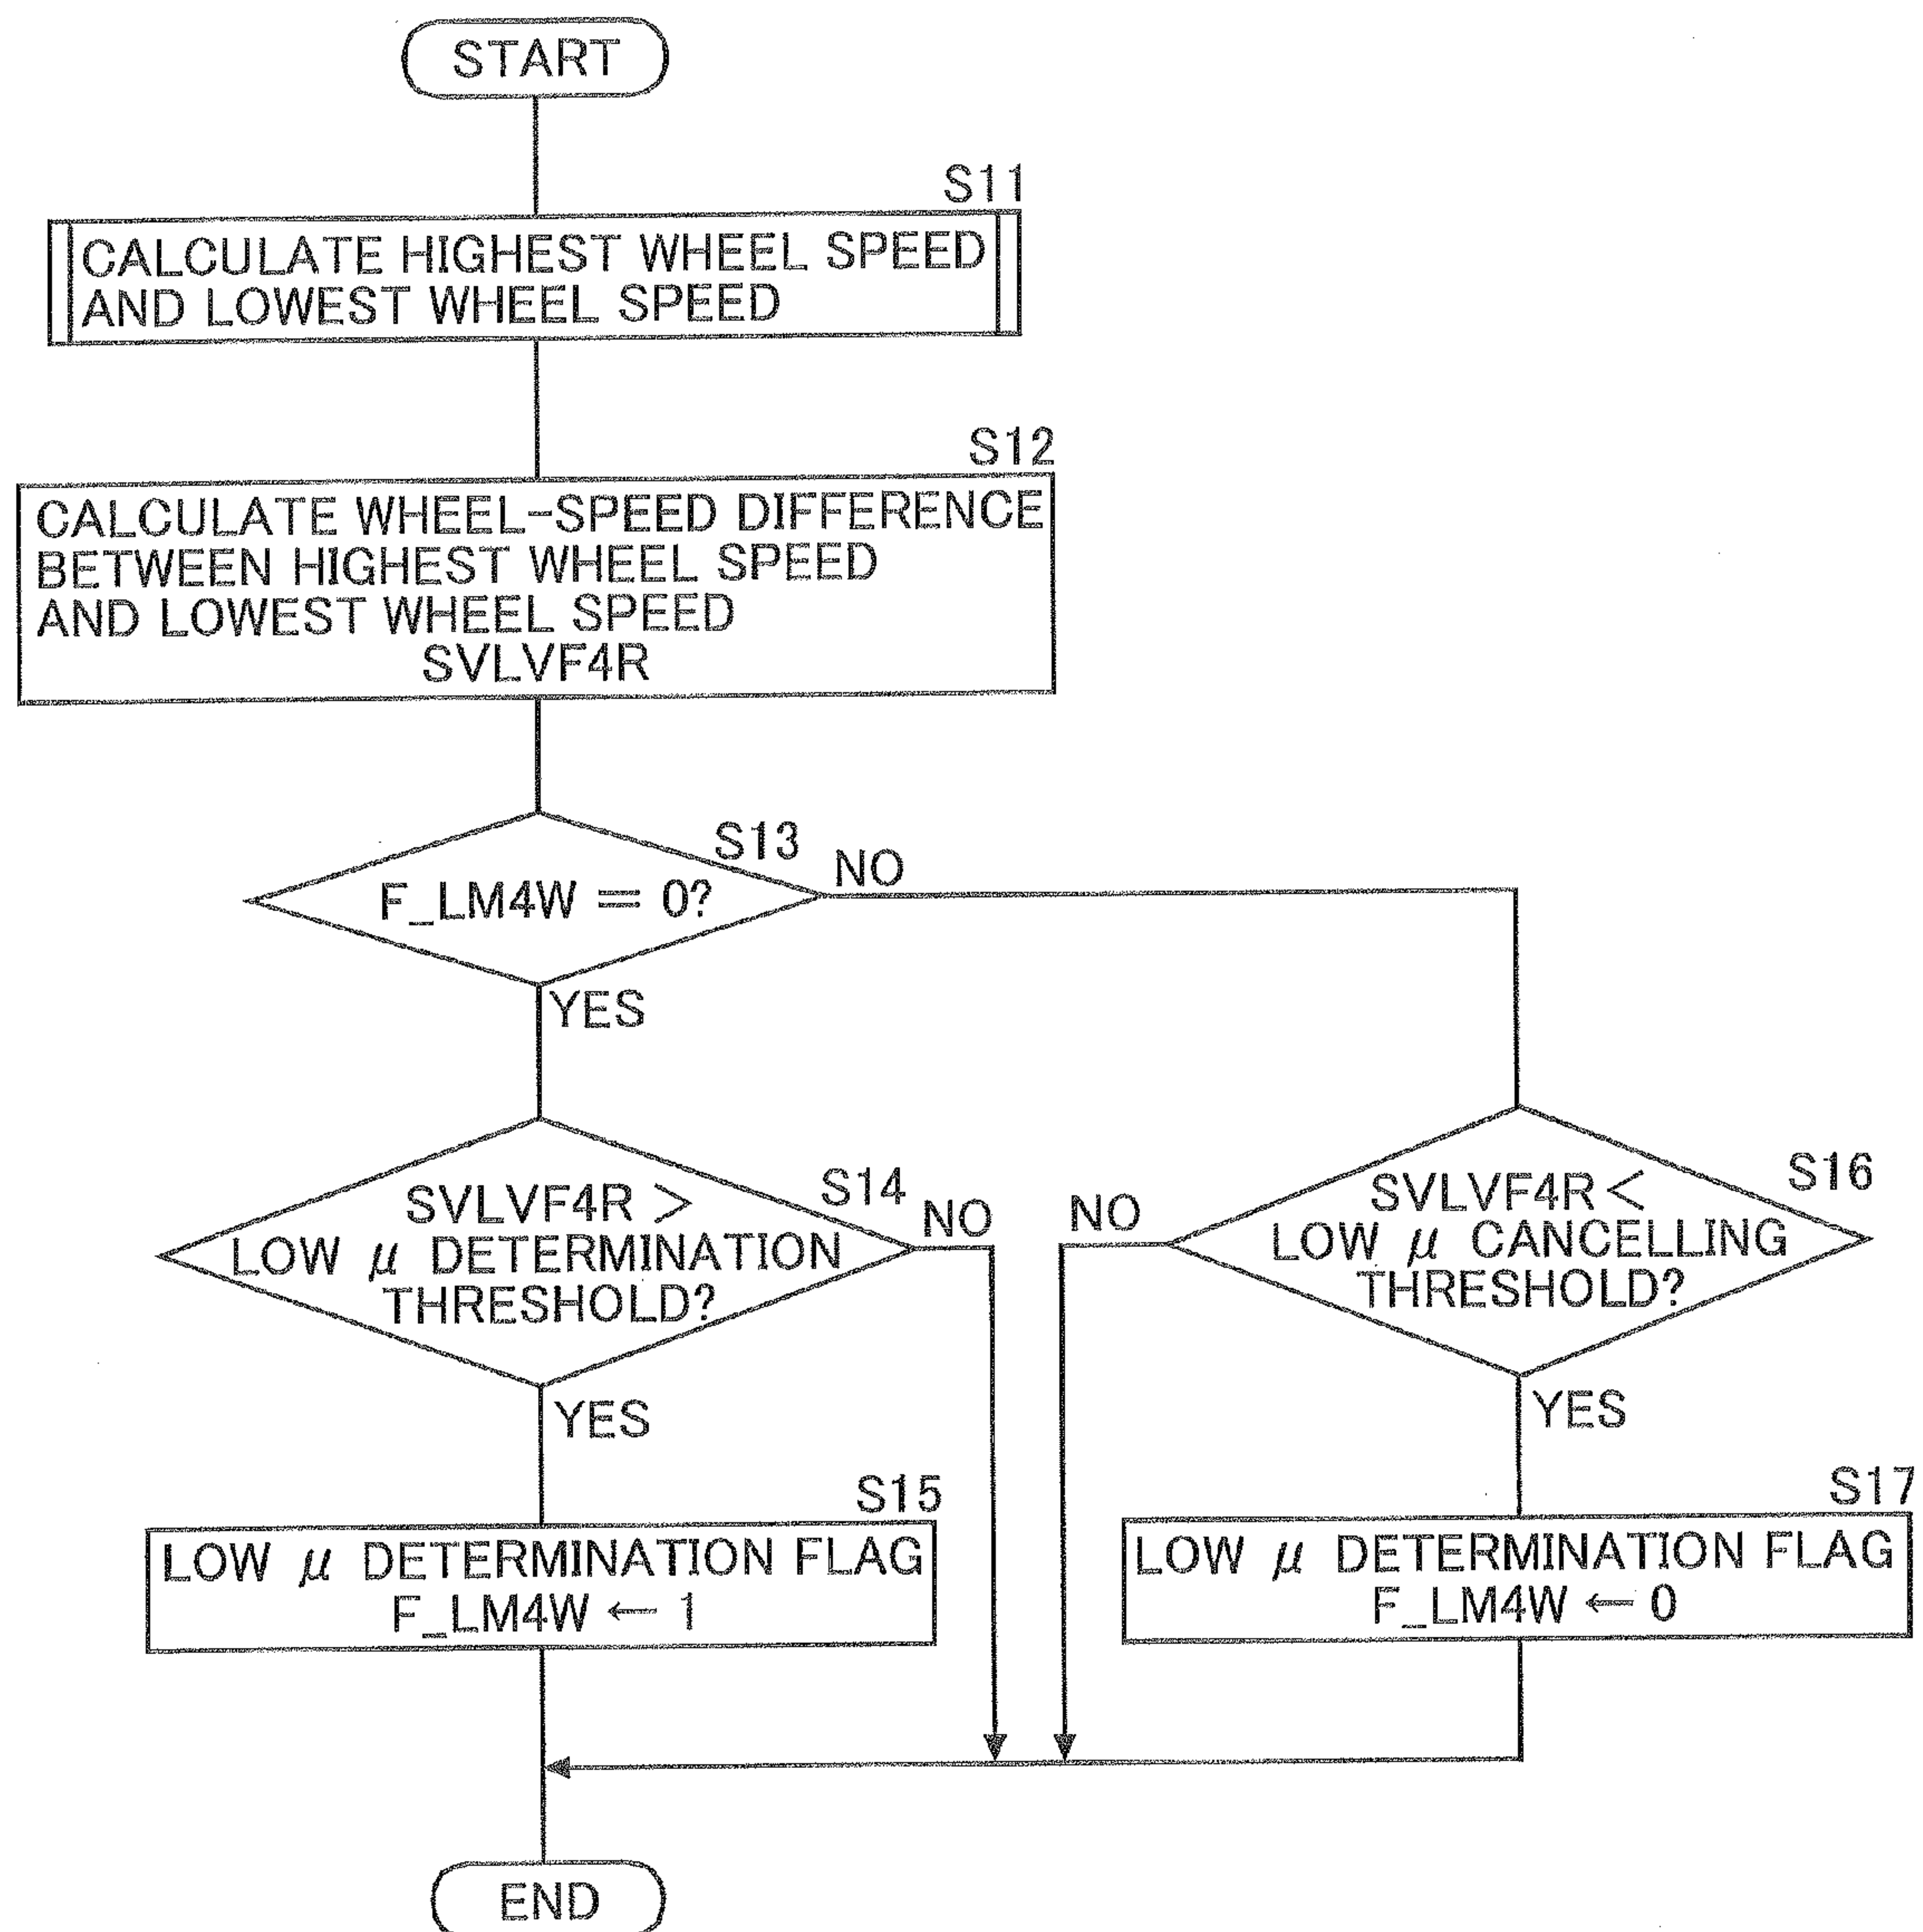 START
S11
CALCULATE HIGHEST WHEEL SPEED
AND LOWEST WHEEL SPEED
S12
CALCULATE WHEEL-SPEED DIFFERENCE
BETWEEN HIGHEST WHEEL SPEED
AND LOWEST WHEEL SPEED
SVLVF4R
S13
F_LM4W = 0?
NO
YES
S14
SVLVF4R >
LOW μ DETERMINATION
THRESHOLD?
NO
YES
S15
LOW μ DETERMINATION FLAG
F_LM4W ← 1
S16
SVLVF4R <
LOW μ CANCELLING
THRESHOLD?
NO
YES
S17
LOW μ DETERMINATION FLAG
F_LM4W ← 0
END